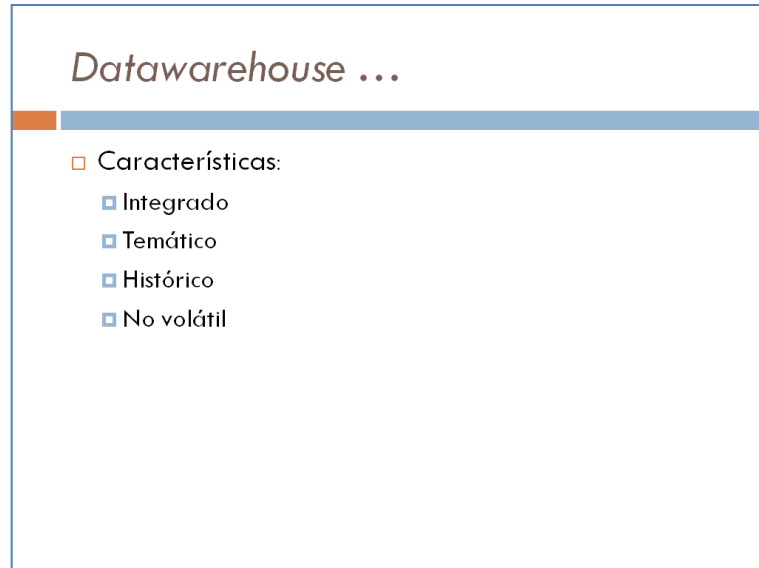 Datawarehouse ...
Características:
Integrado
Temático
Histórico
No volátil